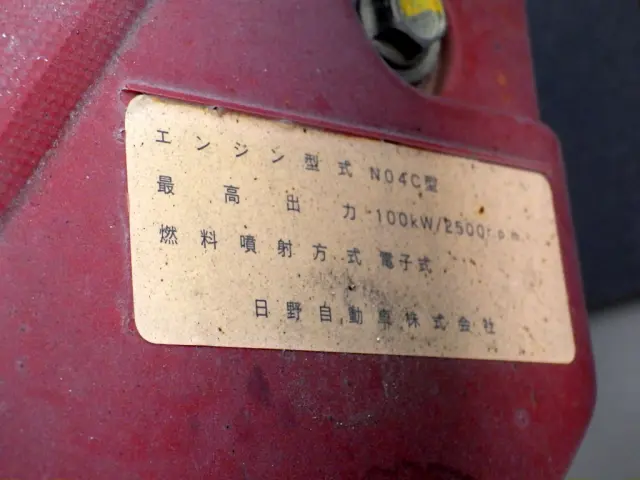 エンジン型式 N04C型
最高出力 100kW/2500r.p.m.
燃料噴射方式 電子式
日野自動車株式会社